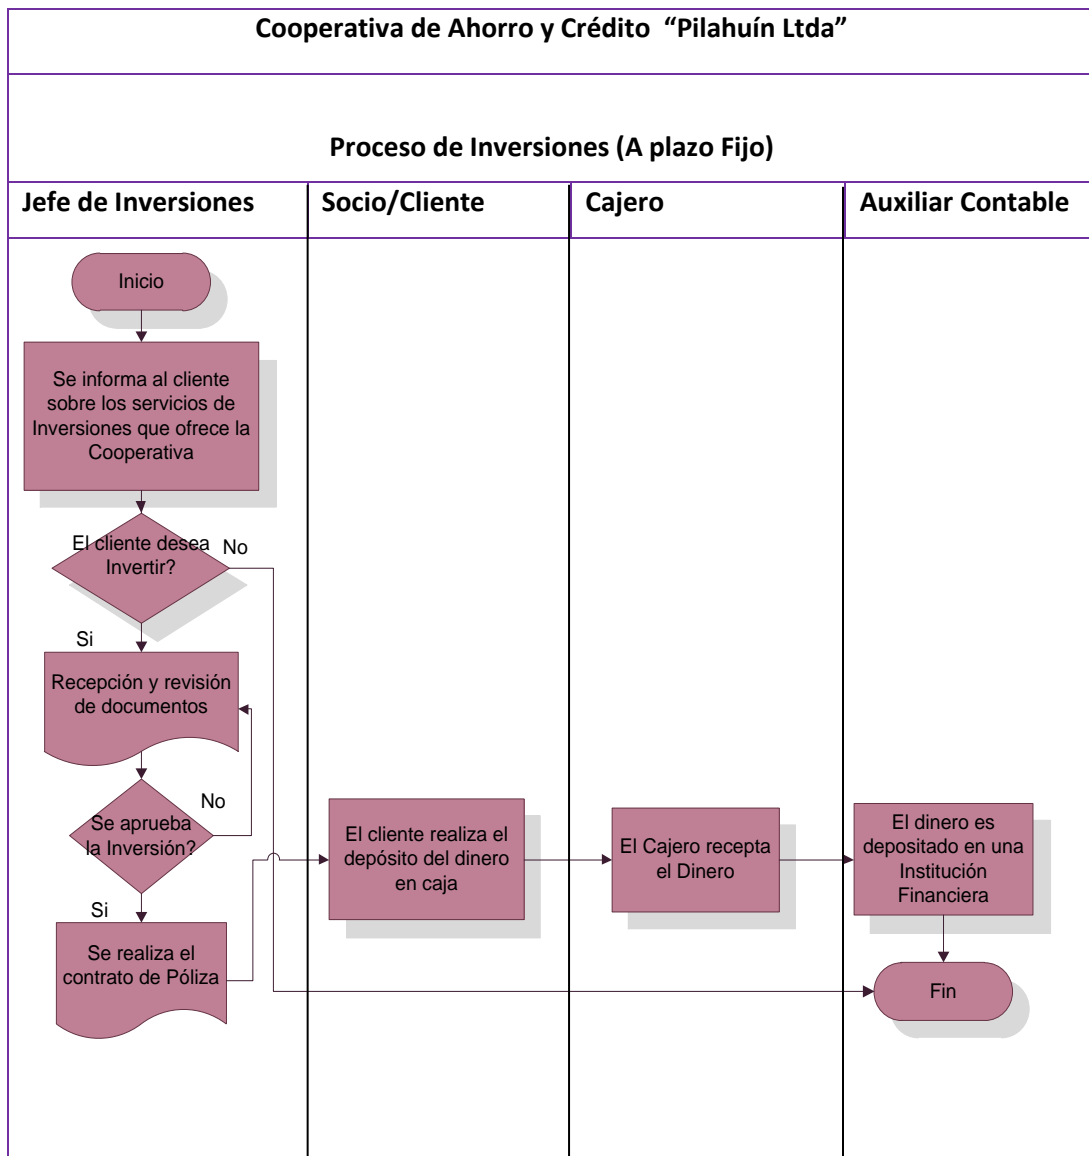 Cooperativa de Ahorro y Crédito “Pilahuín Ltda”
Proceso de Inversiones (A plazo Fijo)
Jefe de Inversiones
Socio/Cliente
Cajero
Auxiliar Contable
Inicio
Se informa al cliente
sobre los servicios de
Inversiones que ofrece la
Cooperativa
El cliente desea
Invertir?
No
Si
Recepción y revisión
de documentos
Se aprueba
la Inversión?
No
Si
Se realiza el
contrato de Póliza
El cliente realiza el
depósito del dinero
en caja
El Cajero recepta
el Dinero
El dinero es
depositado en una
Institución
Financiera
Fin